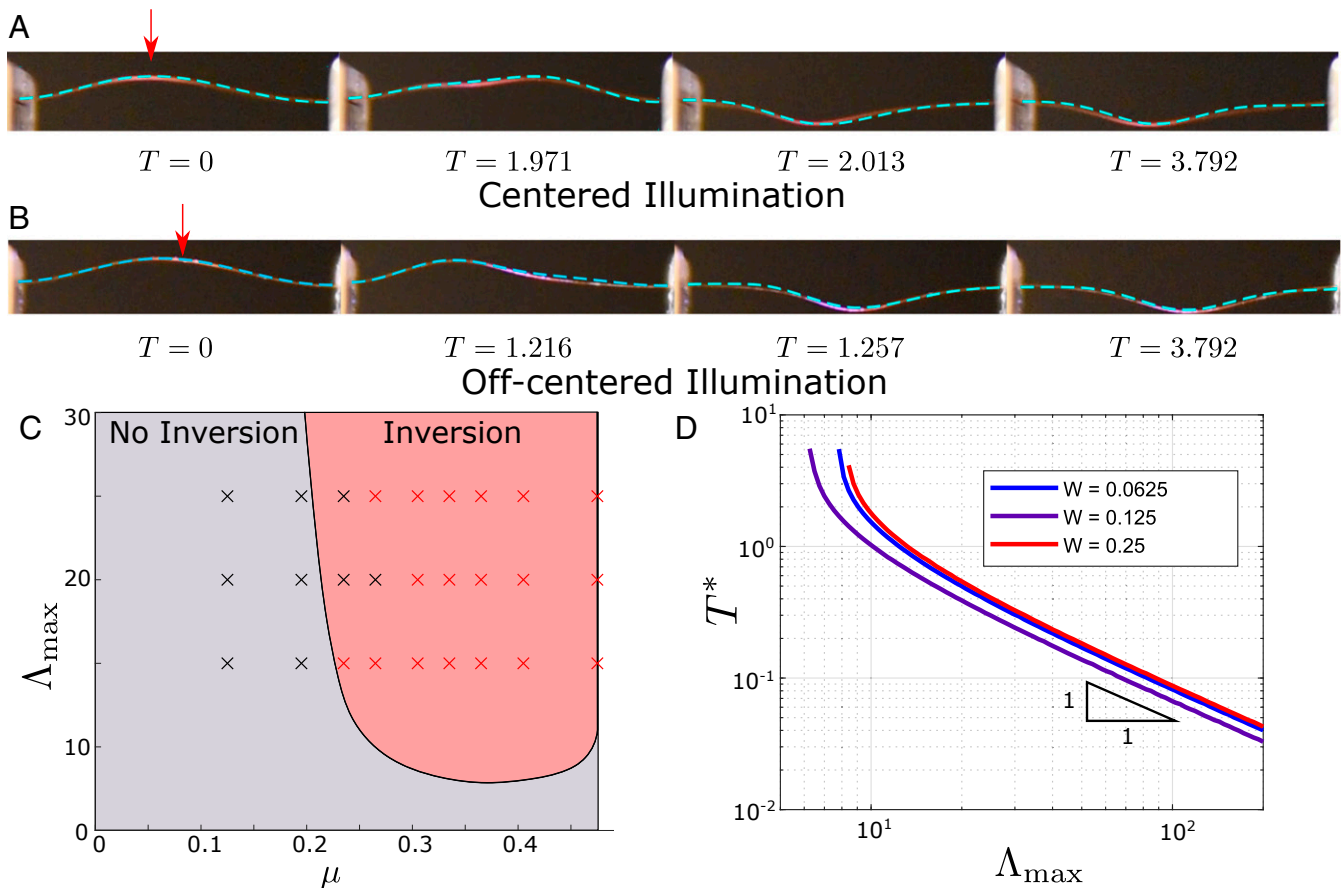 A
T = 0 T = 1.971 T = 2.013 T = 3.792
Centered Illumination
B
T = 0 T = 1.216 T = 1.257 T = 3.792
Off-centered Illumination
C
No Inversion Inversion
30
20
10
0
Λmax
0 0.1 0.2 0.3 0.4
μ
D
10¹
10⁰
10⁻¹
10⁻²
T*
W = 0.0625
W = 0.125
W = 0.25
1
1
10¹ 10²
Λmax